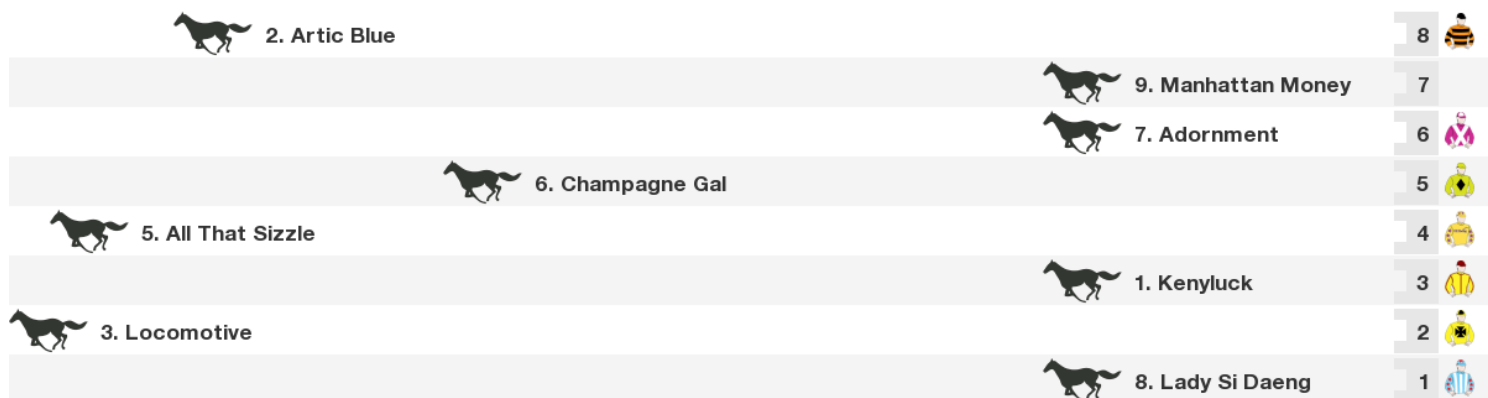 2. Artic Blue 8
9. Manhattan Money 7
7. Adornment 6
6. Champagne Gal 5
5. All That Sizzle 4
1. Kenyluck 3
3. Locomotive 2
8. Lady Si Daeng 1